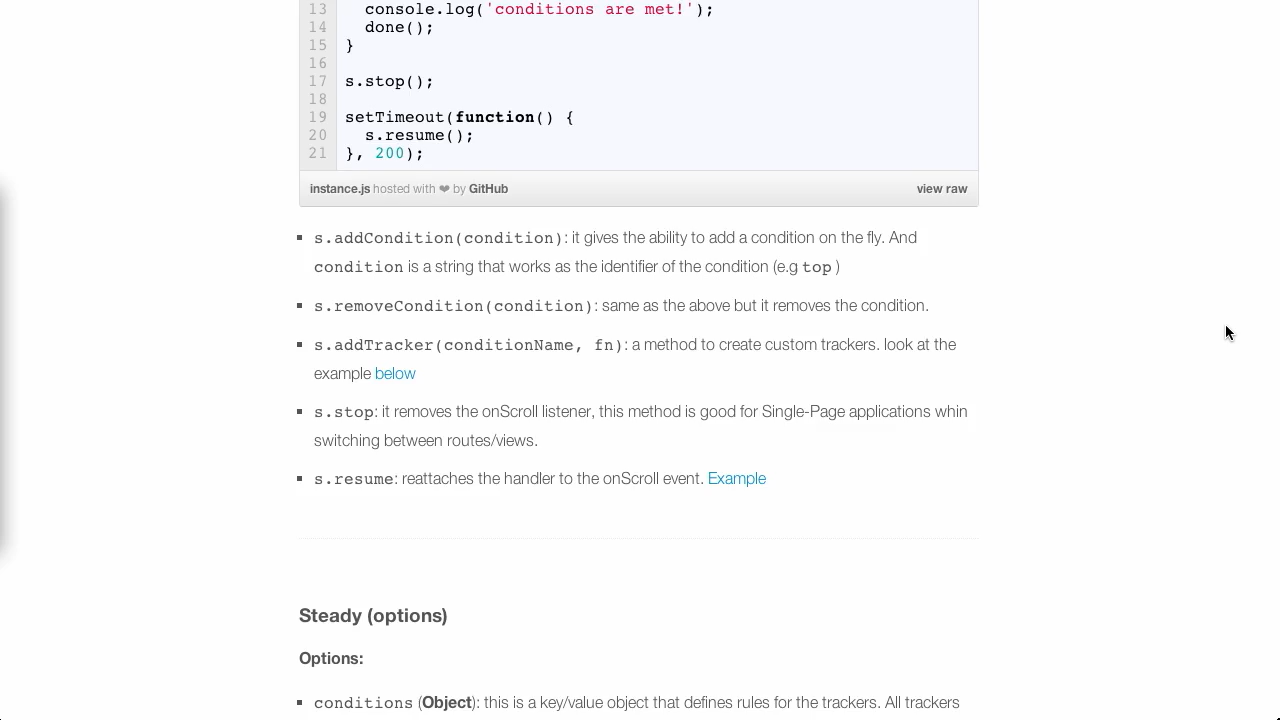 13 console.log('conditions are met!');
14 done();
15 }
16
17 s.stop();
18
19 setTimeout(function() {
20 s.resume();
21 }, 200);
instance.js hosted with ❤ by GitHub view raw
▪ s.addCondition(condition): it gives the ability to add a condition on the fly. And
condition is a string that works as the identifier of the condition (e.g top )
▪ s.removeCondition(condition): same as the above but it removes the condition.
▪ s.addTracker(conditionName, fn): a method to create custom trackers. look at the
example below
▪ s.stop: it removes the onScroll listener, this method is good for Single-Page applications whin
switching between routes/views.
▪ s.resume: reattaches the handler to the onScroll event. Example
Steady (options)
Options:
▪ conditions (Object): this is a key/value object that defines rules for the trackers. All trackers